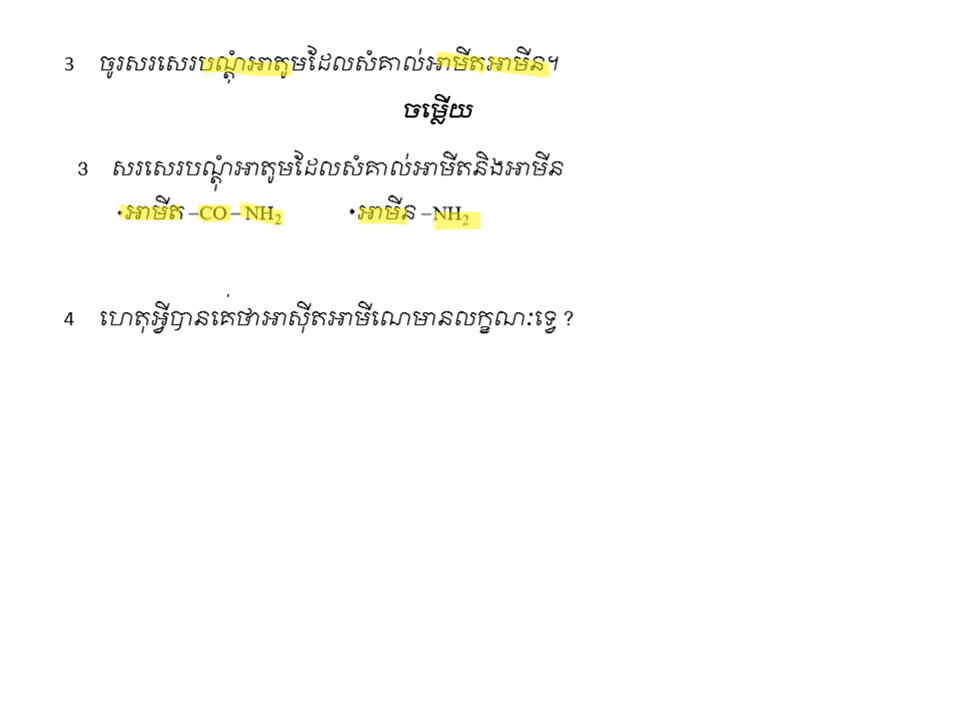 3 ចូរសរសេរបណ្តុំអាតូមដែលសំគាល់អាមីតអាមីន។
ចម្លើយ
3 សរសេរបណ្តុំអាតូមដែលសំគាល់អាមីតនិងអាមីន
•អាមីត –CO–NH₂ •អាមីន –NH₂
4 ហេតុអ្វីបានគេថាអាស៊ីតអាមីណេមានលក្ខណៈទ្វេ ?